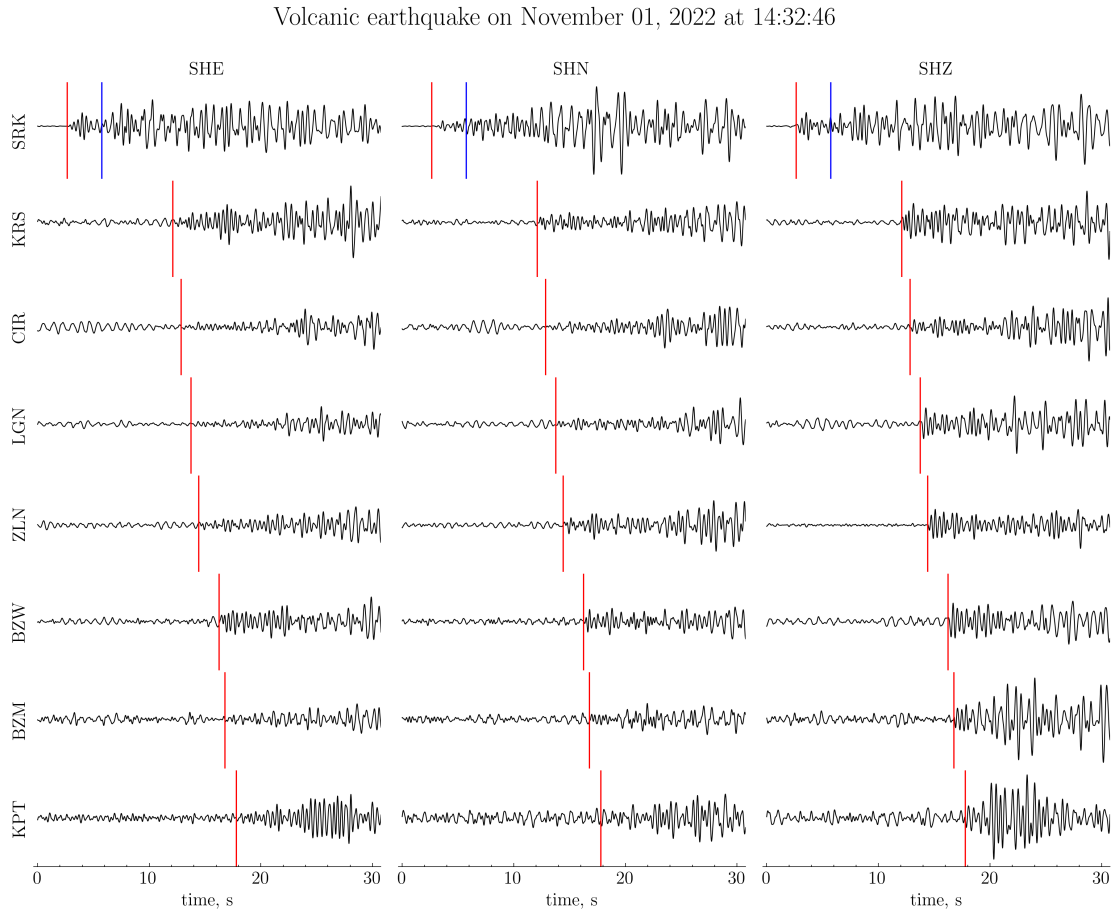 Volcanic earthquake on November 01, 2022 at 14:32:46
SHE SHN SHZ
SRK
KRS
CIR
LGN
ZLN
BZW
BZM
KPT
0 10 20 30 0 10 20 30 0 10 20 30
time, s time, s time, s